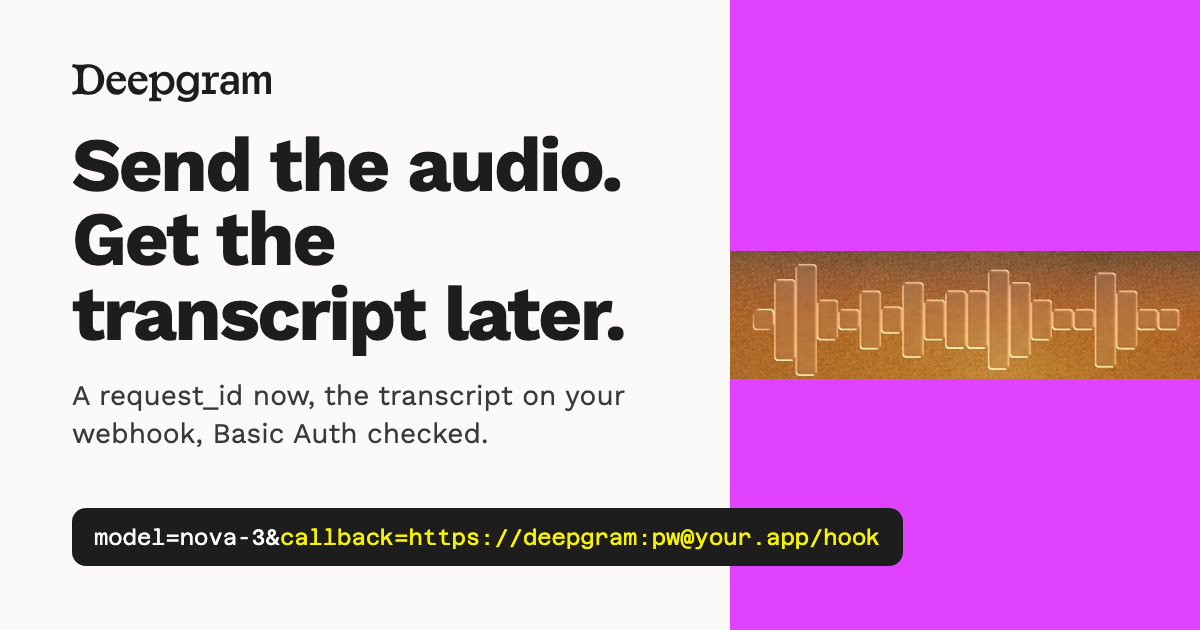 Deepgram
Send the audio.
Get the
transcript later.
A request_id now, the transcript on your
webhook, Basic Auth checked.
model=nova-3&callback=https://deepgram:pw@your.app/hook